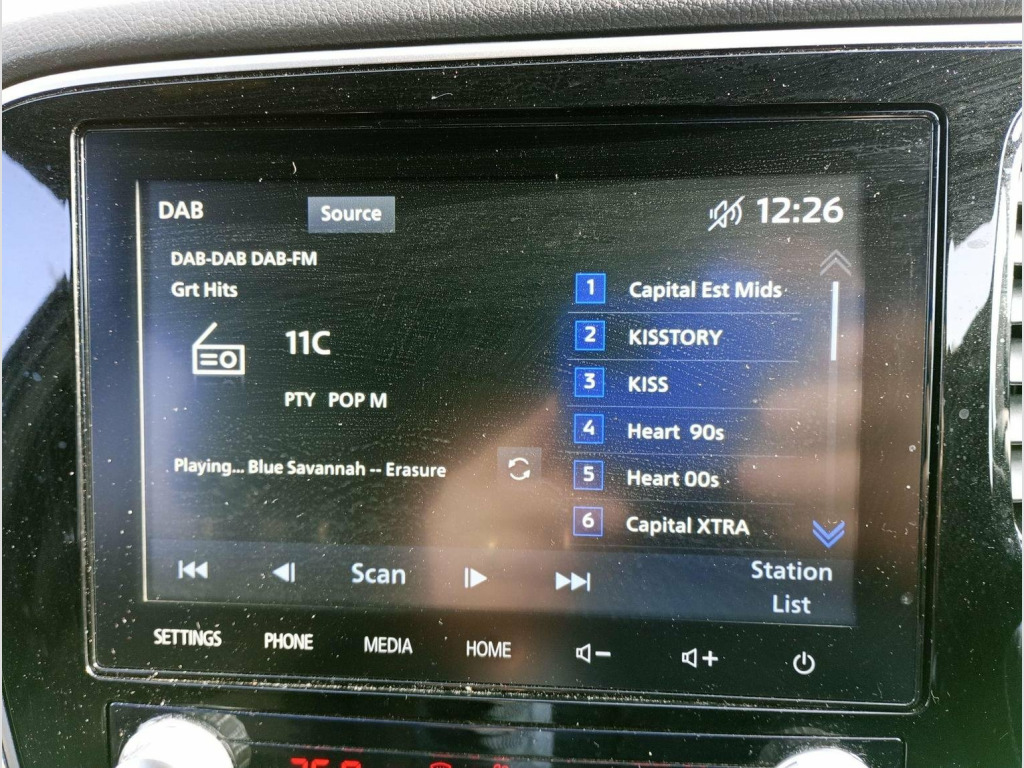 DAB
Source
12:26
DAB-DAB DAB-FM
Grt Hits
11C
PTY POP M
Playing... Blue Savannah -- Erasure
1 Capital Est Mids
2 KISSTORY
3 KISS
4 Heart 90s
5 Heart 00s
6 Capital XTRA
Scan
Station
List
SETTINGS
PHONE
MEDIA
HOME